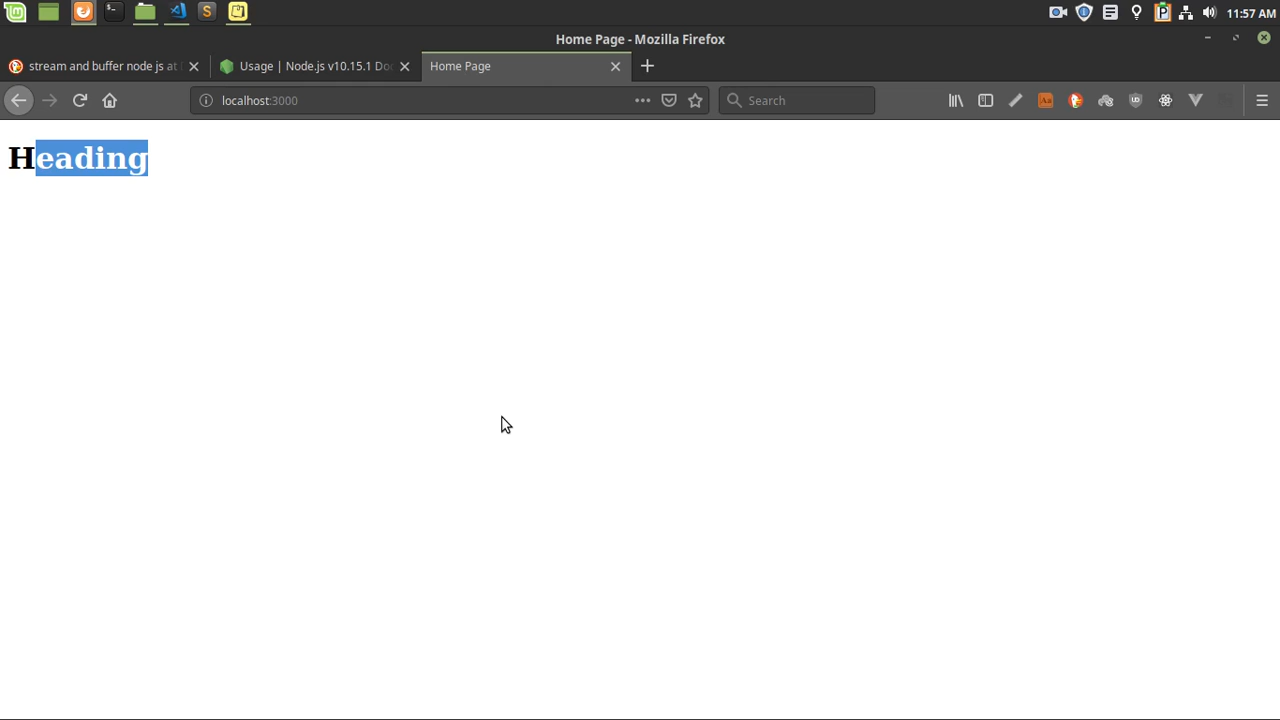 11:57 AM
Home Page - Mozilla Firefox
stream and buffer node js at
Usage | Node.js v10.15.1 Do
Home Page
localhost:3000
Search
Heading